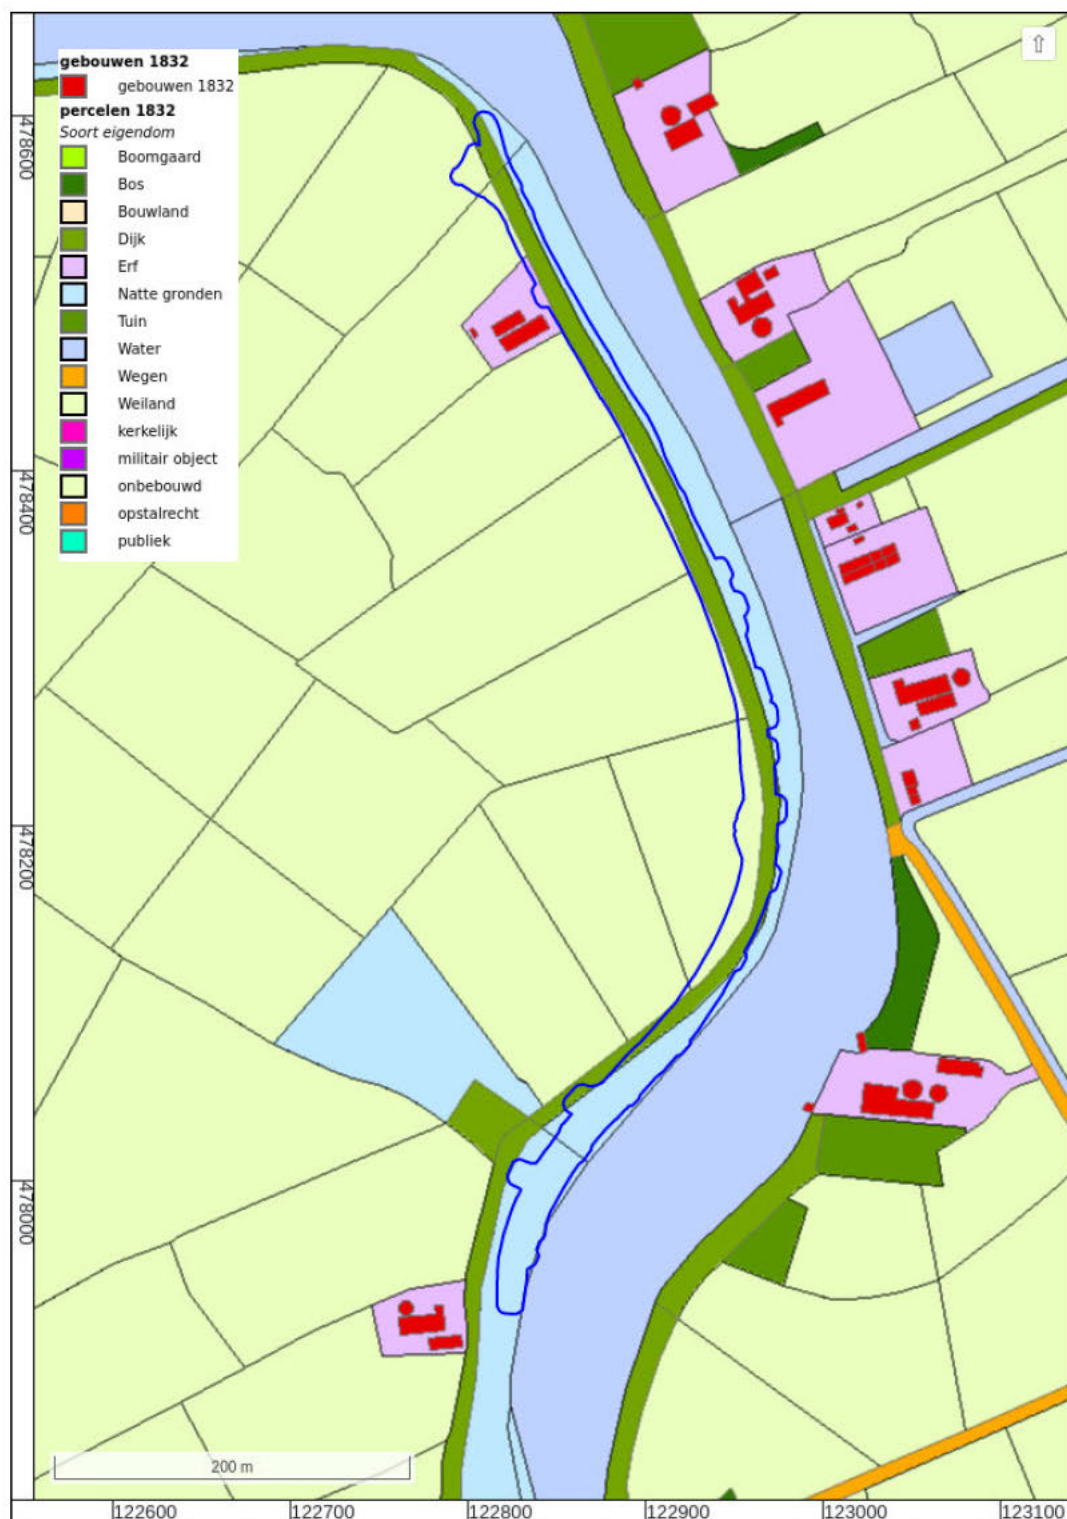 ⇧
gebouwen 1832
gebouwen 1832
percelen 1832
Soort eigendom
Boomgaard
Bos
Bouwland
Dijk
Erf
Natte gronden
Tuin
Water
Wegen
Weiland
kerkelijk
militair object
onbebouwd
opstalrecht
publiek
478600
478400
478200
478000
200 m
122600
122700
122800
122900
123000
123100